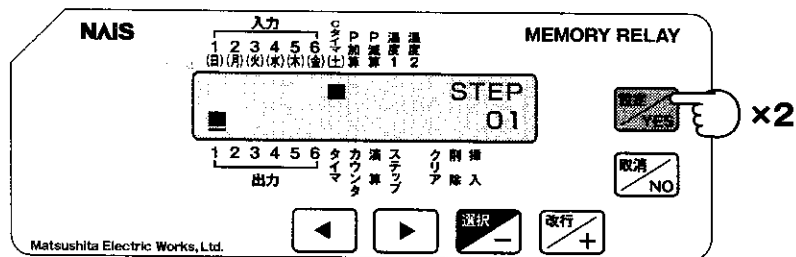 NAiS
MEMORY RELAY
入力
1 2 3 4 5 6 Cタイマ P加算 P減算 温度1 温度2
(日)(月)(火)(水)(木)(金)(土)
STEP
01
1 2 3 4 5 6 タイマ カウンタ 演算 ステップ クリア 削除 挿入
出力
設定 YES
×2
取消 NO
◀ ▶ 選択 − 改行 +
Matsushita Electric Works, Ltd.